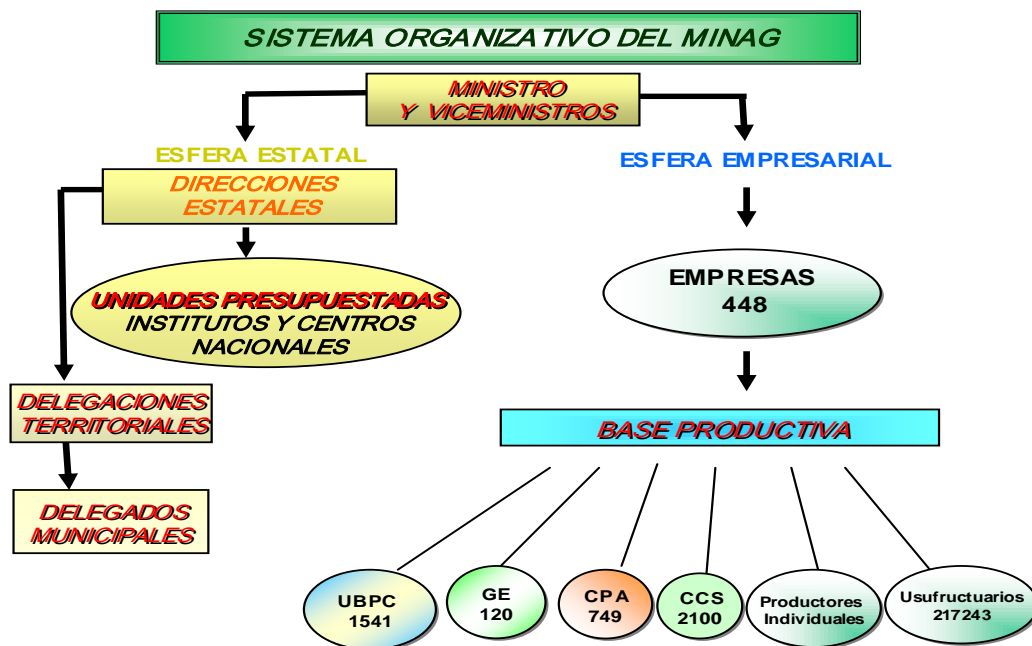 SISTEMA ORGANIZATIVO DEL MINAG
MINISTRO
Y VICEMINISTROS
ESFERA ESTATAL
DIRECCIONES
ESTATALES
UNIDADES PRESUPUESTADAS
INSTITUTOS Y CENTROS
NACIONALES
DELEGACIONES
TERRITORIALES
DELEGADOS
MUNICIPALES
ESFERA EMPRESARIAL
EMPRESAS
448
BASE PRODUCTIVA
UBPC
1541
GE
120
CPA
749
CCS
2100
Productores
Individuales
Usufructuarios
217243